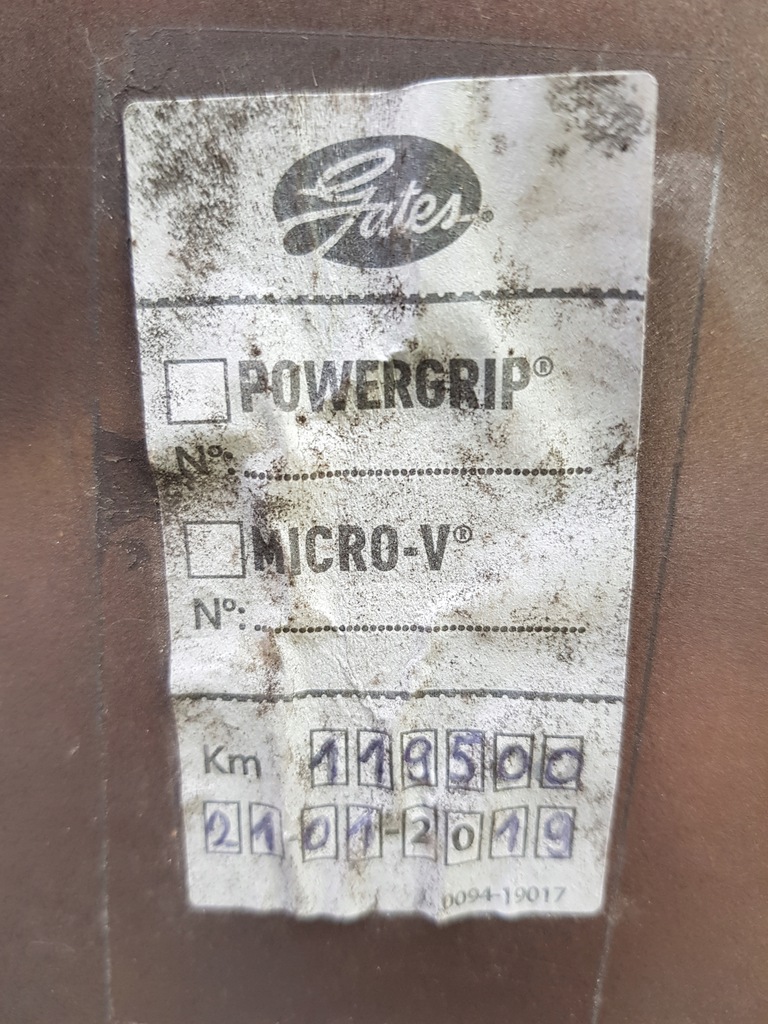 Gates®
POWERGRIP®
Nº:
MICRO-V®
Nº:
Km 119500
21-01-2019
0094-19017